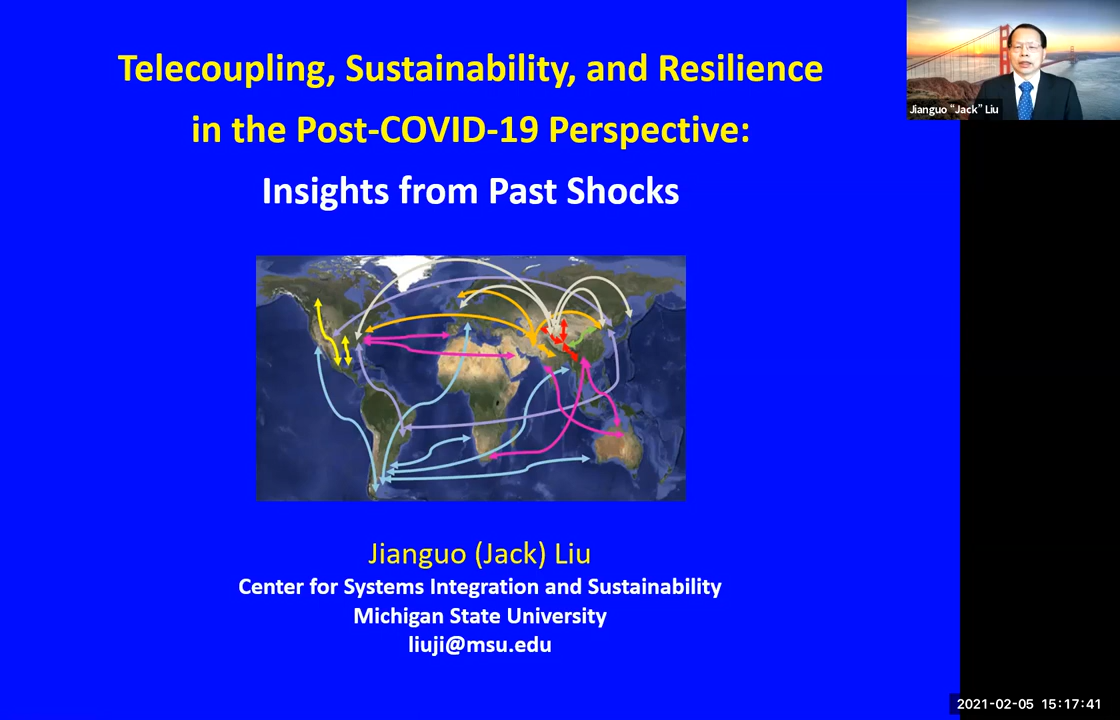 Telecoupling, Sustainability, and Resilience
in the Post-COVID-19 Perspective:
Insights from Past Shocks
Jianguo "Jack" Liu
Jianguo (Jack) Liu
Center for Systems Integration and Sustainability
Michigan State University
liuji@msu.edu
2021-02-05 15:17:41